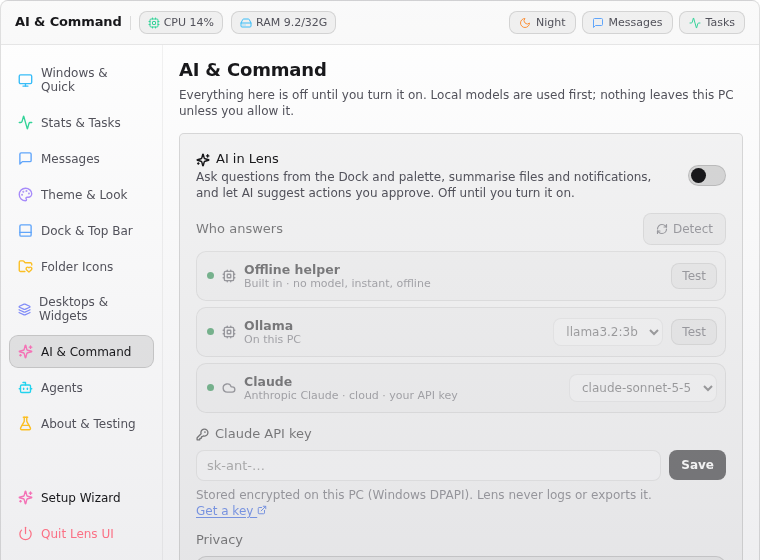 AI & Command
CPU 14%
RAM 9.2/32G
Night
Messages
Tasks
Windows &
Quick
Stats & Tasks
Messages
Theme & Look
Dock & Top Bar
Folder Icons
Desktops &
Widgets
AI & Command
Agents
About & Testing
Setup Wizard
Quit Lens UI
AI & Command
Everything here is off until you turn it on. Local models are used first; nothing leaves this PC
unless you allow it.
AI in Lens
Ask questions from the Dock and palette, summarise files and notifications,
and let AI suggest actions you approve. Off until you turn it on.
Who answers
Detect
Offline helper
Built in · no model, instant, offline
Test
Ollama
On this PC
llama3.2:3b
Test
Claude
Anthropic Claude · cloud · your API key
claude-sonnet-5-5
Claude API key
sk-ant-...
Save
Stored encrypted on this PC (Windows DPAPI). Lens never logs or exports it.
Get a key
Privacy